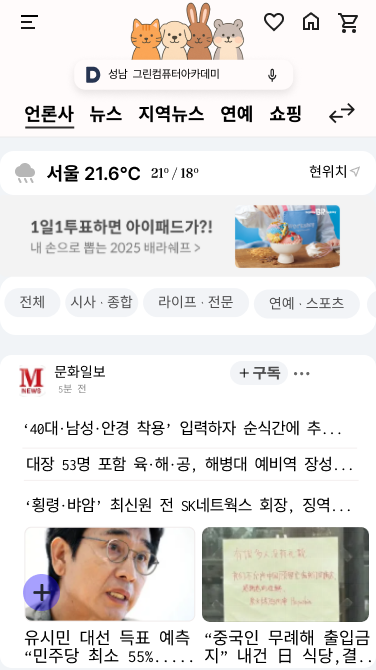 D 성남 그린컴퓨터아카데미
언론사 뉴스 지역뉴스 연예 쇼핑
서울 21.6°C 21° / 18° 현위치
1일1투표하면 아이패드가?!
내 손으로 뽑는 2025 배라쉐프 >
전체 시사·종합 라이프·전문 연예·스포츠
M NEWS 문화일보 + 구독 ...
5분 전
‘40대·남성·안경 착용’ 입력하자 순식간에 추...
대장 53명 포함 육·해·공, 해병대 예비역 장성...
‘횡령·뱌암’ 최신원 전 SK네트웍스 회장, 징역...
유시민 대선 득표 예측
“민주당 최소 55%.....
“중국인 무례해 출입금
지” 내건 日 식당,결..